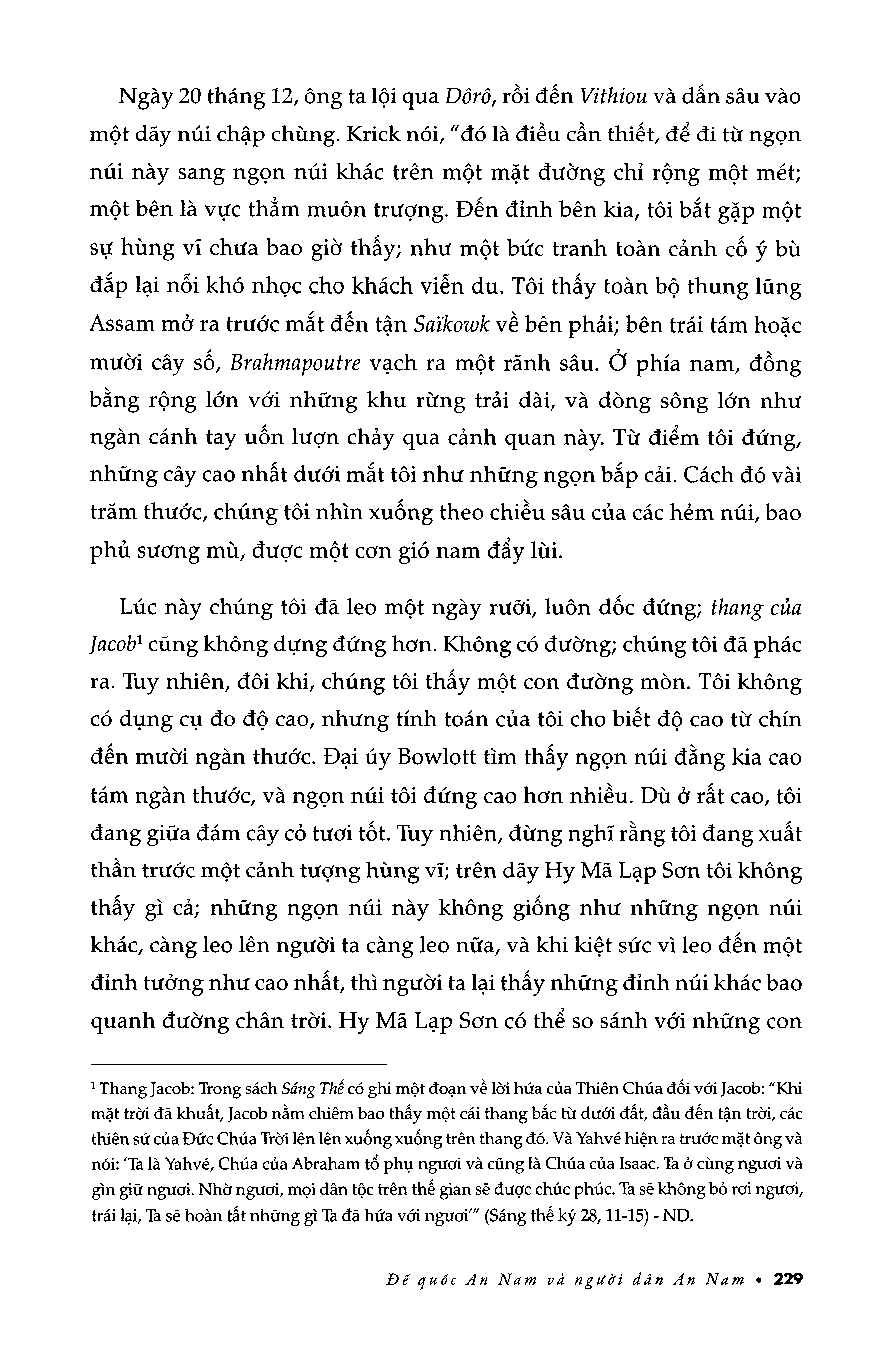 Ngày 20 tháng 12, ông ta lội qua Dôrô, rồi đến Vithiou và dấn sâu vào
một dãy núi chập chùng. Krick nói, "đó là điều cần thiết, để đi từ ngọn
núi này sang ngọn núi khác trên một mặt đường chỉ rộng một mét;
một bên là vực thẳm muôn trượng. Đến đỉnh bên kia, tôi bắt gặp một
sự hùng vĩ chưa bao giờ thấy; như một bức tranh toàn cảnh cố ý bù
đắp lại nỗi khó nhọc cho khách viễn du. Tôi thấy toàn bộ thung lũng
Assam mở ra trước mắt đến tận Saïkowk về bên phải; bên trái tám hoặc
mười cây số, Brahmapoutre vạch ra một rãnh sâu. Ở phía nam, đồng
bằng rộng lớn với những khu rừng trải dài, và dòng sông lớn như
ngàn cánh tay uốn lượn chảy qua cảnh quan này. Từ điểm tôi đứng,
những cây cao nhất dưới mắt tôi như những ngọn bắp cải. Cách đó vài
trăm thước, chúng tôi nhìn xuống theo chiều sâu của các hẻm núi, bao
phủ sương mù, được một cơn gió nam đẩy lùi.
Lúc này chúng tôi đã leo một ngày rưỡi, luôn dốc đứng; thang của
Jacob¹ cũng không dựng đứng hơn. Không có đường; chúng tôi đã phác
ra. Tuy nhiên, đôi khi, chúng tôi thấy một con đường mòn. Tôi không
có dụng cụ đo độ cao, nhưng tính toán của tôi cho biết độ cao từ chín
đến mười ngàn thước. Đại úy Bowlott tìm thấy ngọn núi đằng kia cao
tám ngàn thước, và ngọn núi tôi đứng cao hơn nhiều. Dù ở rất cao, tôi
đang giữa đám cây cỏ tươi tốt. Tuy nhiên, đừng nghĩ rằng tôi đang xuất
thần trước một cảnh tượng hùng vĩ; trên dãy Hy Mã Lạp Sơn tôi không
thấy gì cả; những ngọn núi này không giống như những ngọn núi
khác, càng leo lên người ta càng leo nữa, và khi kiệt sức vì leo đến một
đỉnh tưởng như cao nhất, thì người ta lại thấy những đỉnh núi khác bao
quanh đường chân trời. Hy Mã Lạp Sơn có thể so sánh với những con
¹ Thang Jacob: Trong sách Sáng Thế có ghi một đoạn về lời hứa của Thiên Chúa đối với Jacob: "Khi
mặt trời đã khuất, Jacob nằm chiêm bao thấy một cái thang bắc từ dưới đất, đầu đến tận trời, các
thiên sứ của Đức Chúa Trời lên lên xuống xuống trên thang đó. Và Yahvé hiện ra trước mặt ông và
nói: 'Ta là Yahvé, Chúa của Abraham tổ phụ ngươi và cũng là Chúa của Isaac. Ta ở cùng ngươi và
gìn giữ ngươi. Nhờ ngươi, mọi dân tộc trên thế gian sẽ được chúc phúc. Ta sẽ không bỏ rơi ngươi,
trái lại, Ta sẽ hoàn tất những gì Ta đã hứa với ngươi'" (Sáng thế ký 28, 11-15) - ND.
Đế quốc An Nam và người dân An Nam • 229